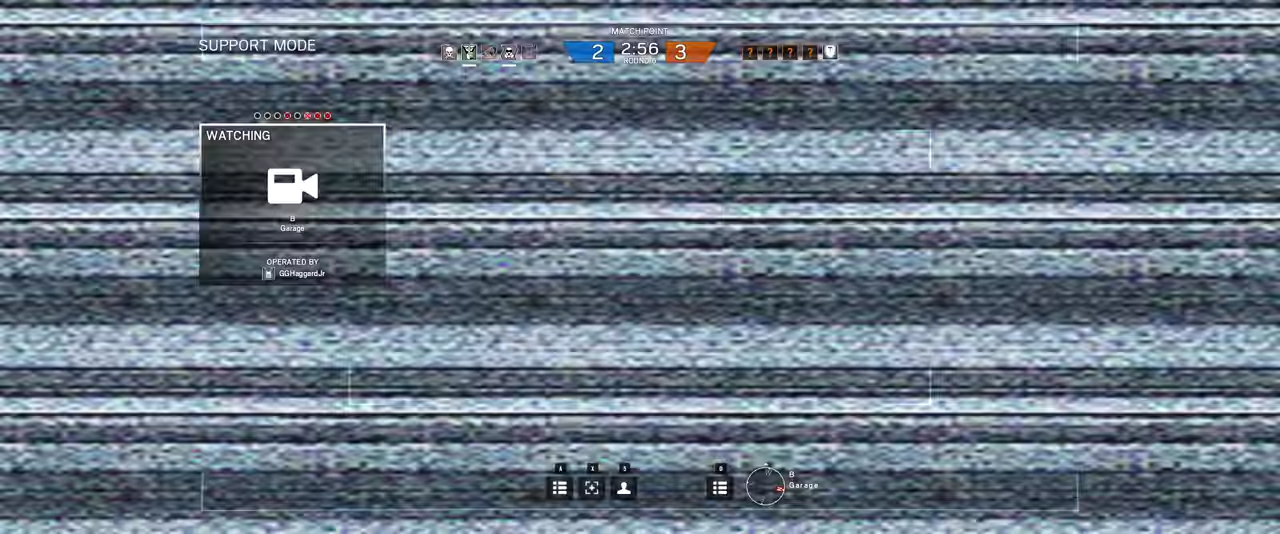 SUPPORT MODE
MATCH POINT
2 2:56 3
ROUND 6
? ? ? ?
WATCHING
B
Garage
OPERATED BY
GGHaggardJr
A X S D
B
Garage